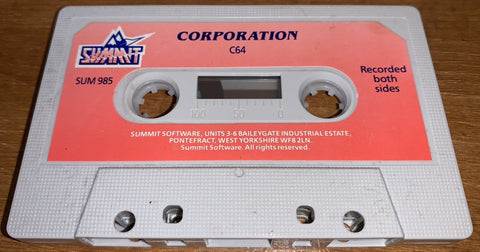 SUMMIT
CORPORATION
C64
SUM 985
Recorded
both
sides
SUMMIT SOFTWARE, UNITS 3-6 BAILEYGATE INDUSTRIAL ESTATE,
PONTEFRACT, WEST YORKSHIRE WF8 2LN.
Summit Software. All rights reserved.